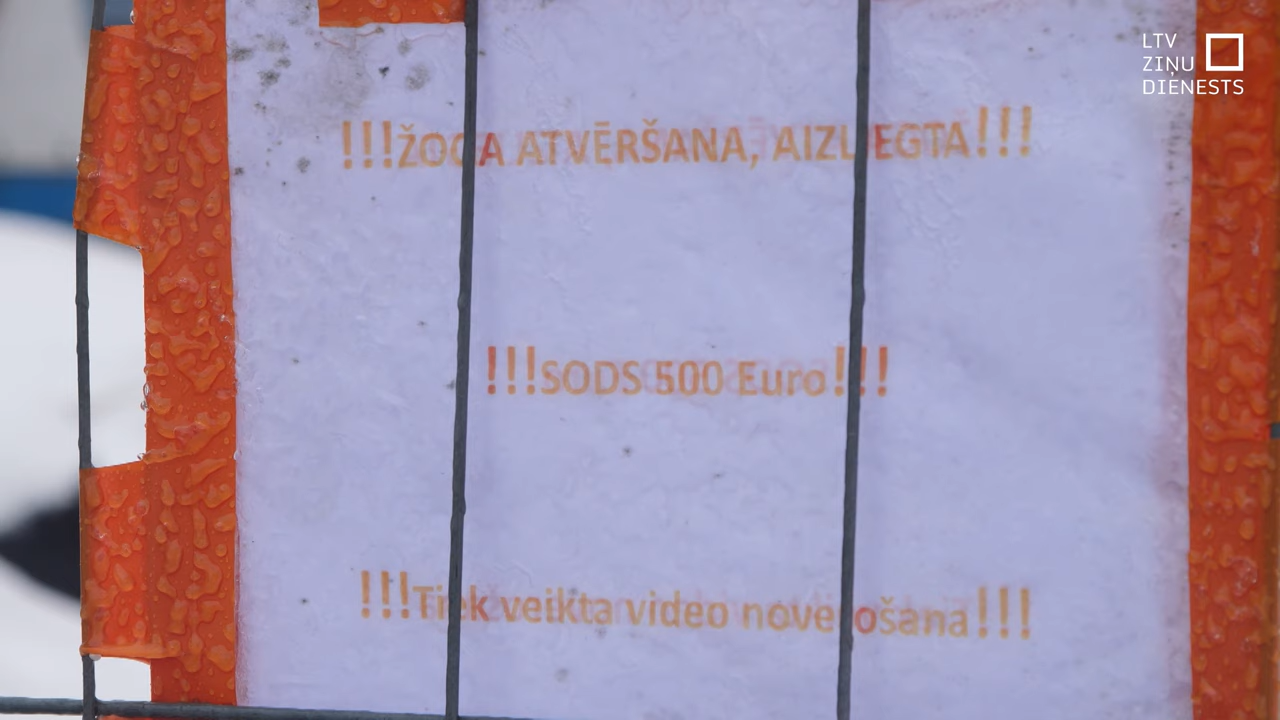 LTV
ZIŅU
DIENESTS
!!!ŽOGA ATVĒRŠANA, AIZLIEGTA!!!
!!!SODS 500 Euro!!!
!!!Tiek veikta video novērošana!!!